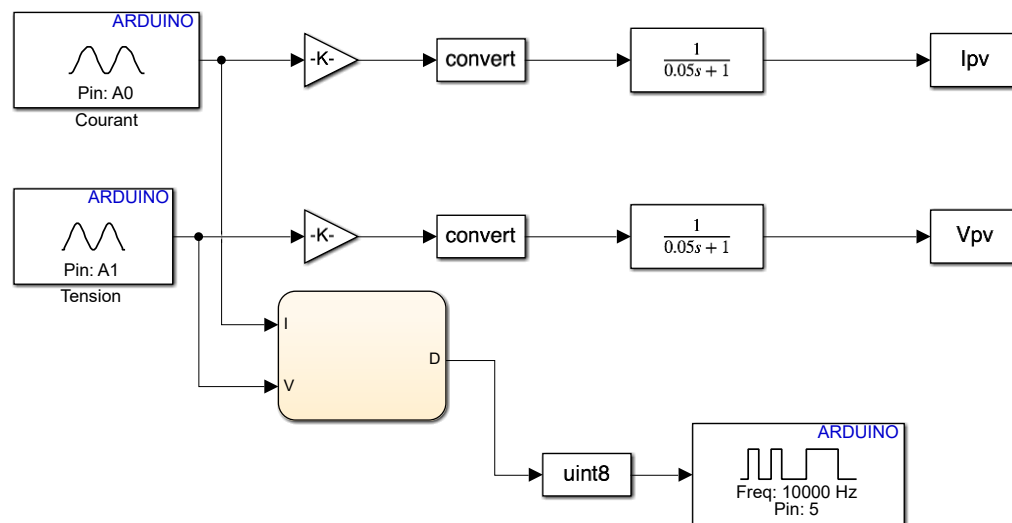 ARDUINO
Pin: A0
Courant
-K-
convert
1
0.05s + 1
Ipv
ARDUINO
Pin: A1
Tension
-K-
convert
1
0.05s + 1
Vpv
I
V
D
uint8
ARDUINO
Freq: 10000 Hz
Pin: 5